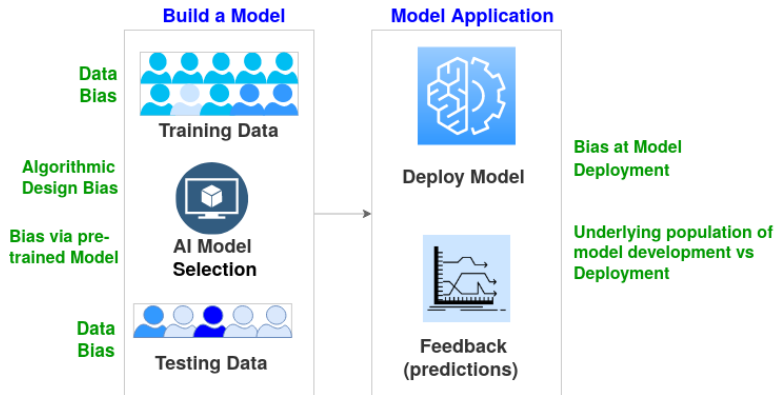 Build a Model
Model Application
Data
Bias
Training Data
Algorithmic
Design Bias
Bias via pre-
trained Model
AI Model
Selection
Data
Bias
Testing Data
Deploy Model
Bias at Model
Deployment
Feedback
(predictions)
Underlying population of
model development vs
Deployment